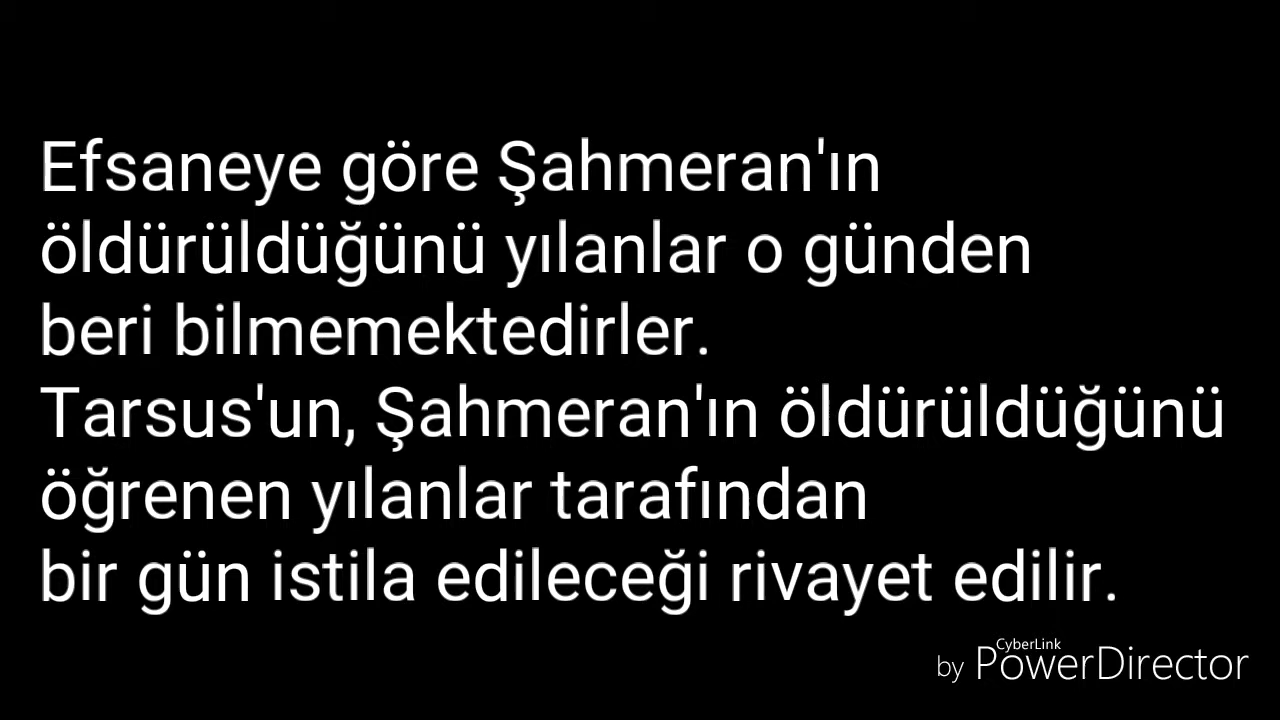 Efsaneye göre Şahmeran'ın
öldürüldüğünü yılanlar o günden
beri bilmemektedirler.
Tarsus'un, Şahmeran'ın öldürüldüğünü
öğrenen yılanlar tarafından
bir gün istila edileceği rivayet edilir.
CyberLink
by PowerDirector